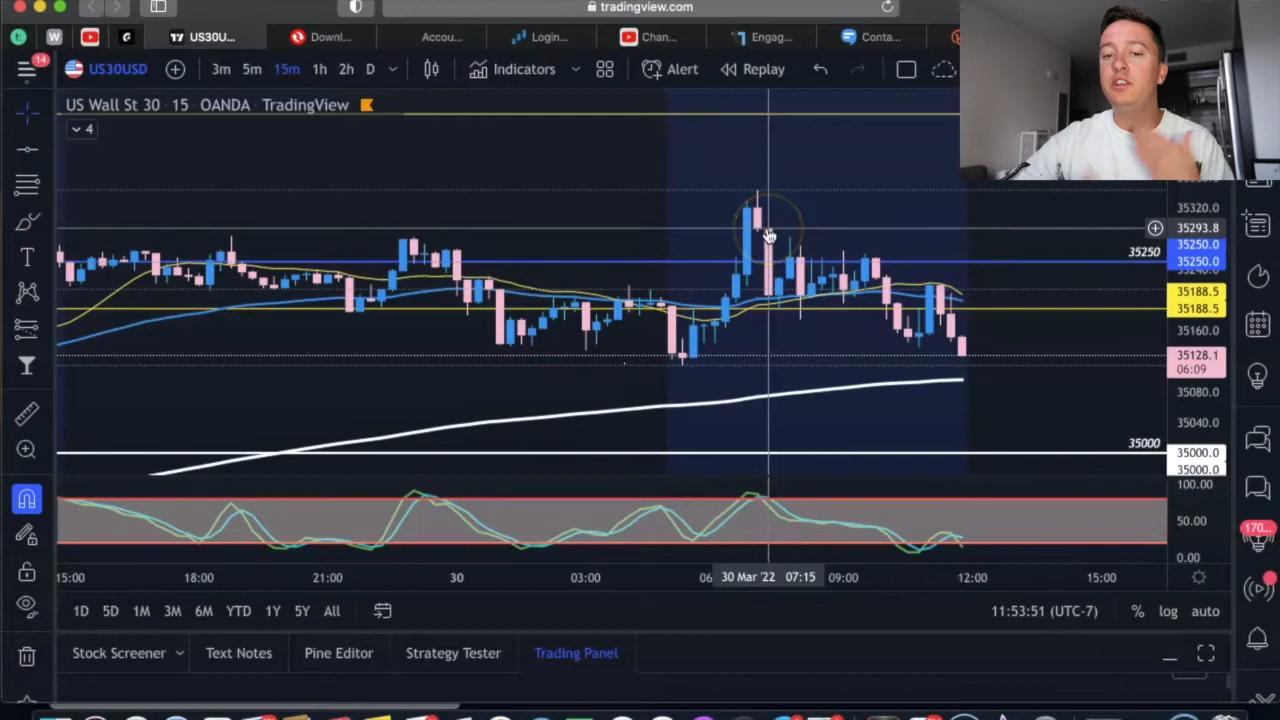 tradingview.com
US30U...
Downl...
Accou...
Login...
Chan...
Engag...
Conta...
14
US30USD
3m 5m 15m 1h 2h D
Indicators
Alert
Replay
US Wall St 30 · 15 OANDA TradingView
4
35320.0
35293.8
35250
35250.0
35250.0
35240.0
35188.5
35188.5
35160.0
35128.1
06:09
35080.0
35040.0
35000
35000.0
35000.0
100.00
50.00
0.00
170...
15:00 18:00 21:00 30 03:00 06 30 Mar '22 07:15 09:00 12:00 15:00
1D 5D 1M 3M 6M YTD 1Y 5Y All
11:53:51 (UTC-7) % log auto
Stock Screener Text Notes Pine Editor Strategy Tester Trading Panel